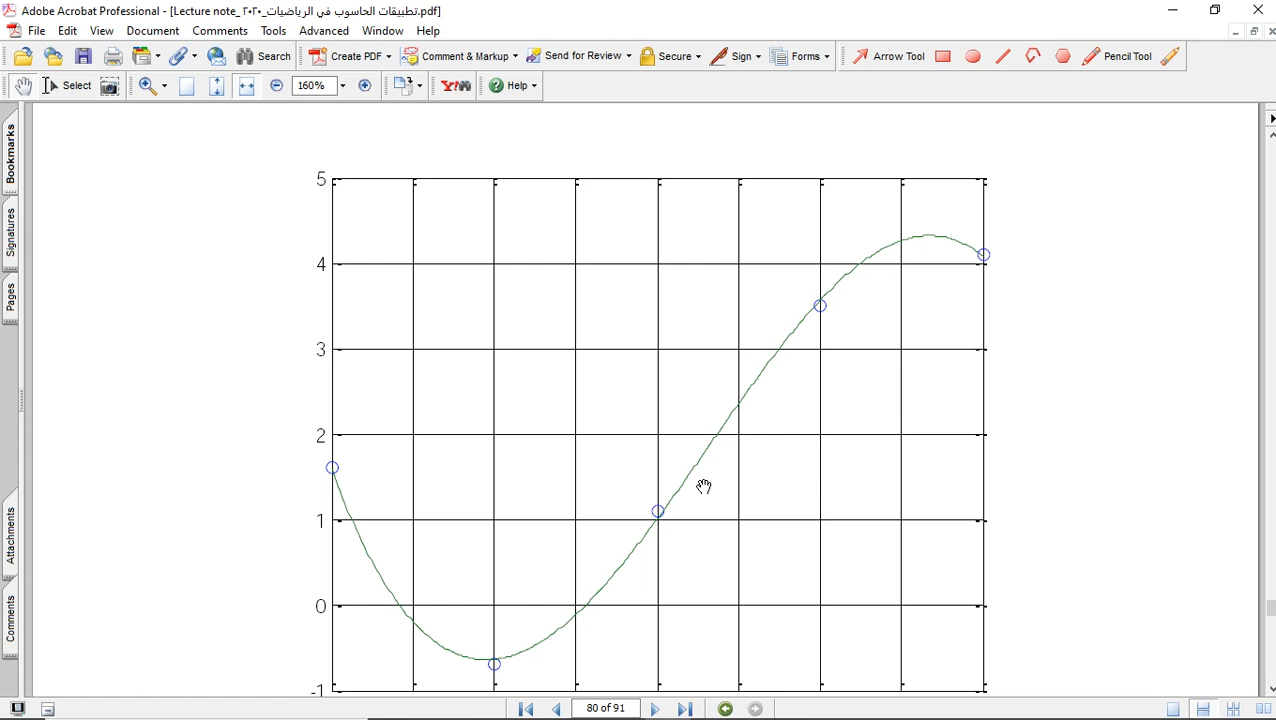 Adobe Acrobat Professional - [Lecture note_٢٠٢٠_تطبيقات الحاسوب في الرياضيات.pdf]
File Edit View Document Comments Tools Advanced Window Help
Search Create PDF Comment & Markup Send for Review Secure Sign Forms Arrow Tool Pencil Tool
Select 160% Y! Help
Bookmarks
Signatures
Pages
Attachments
Comments
5
4
3
2
1
0
-1
80 of 91